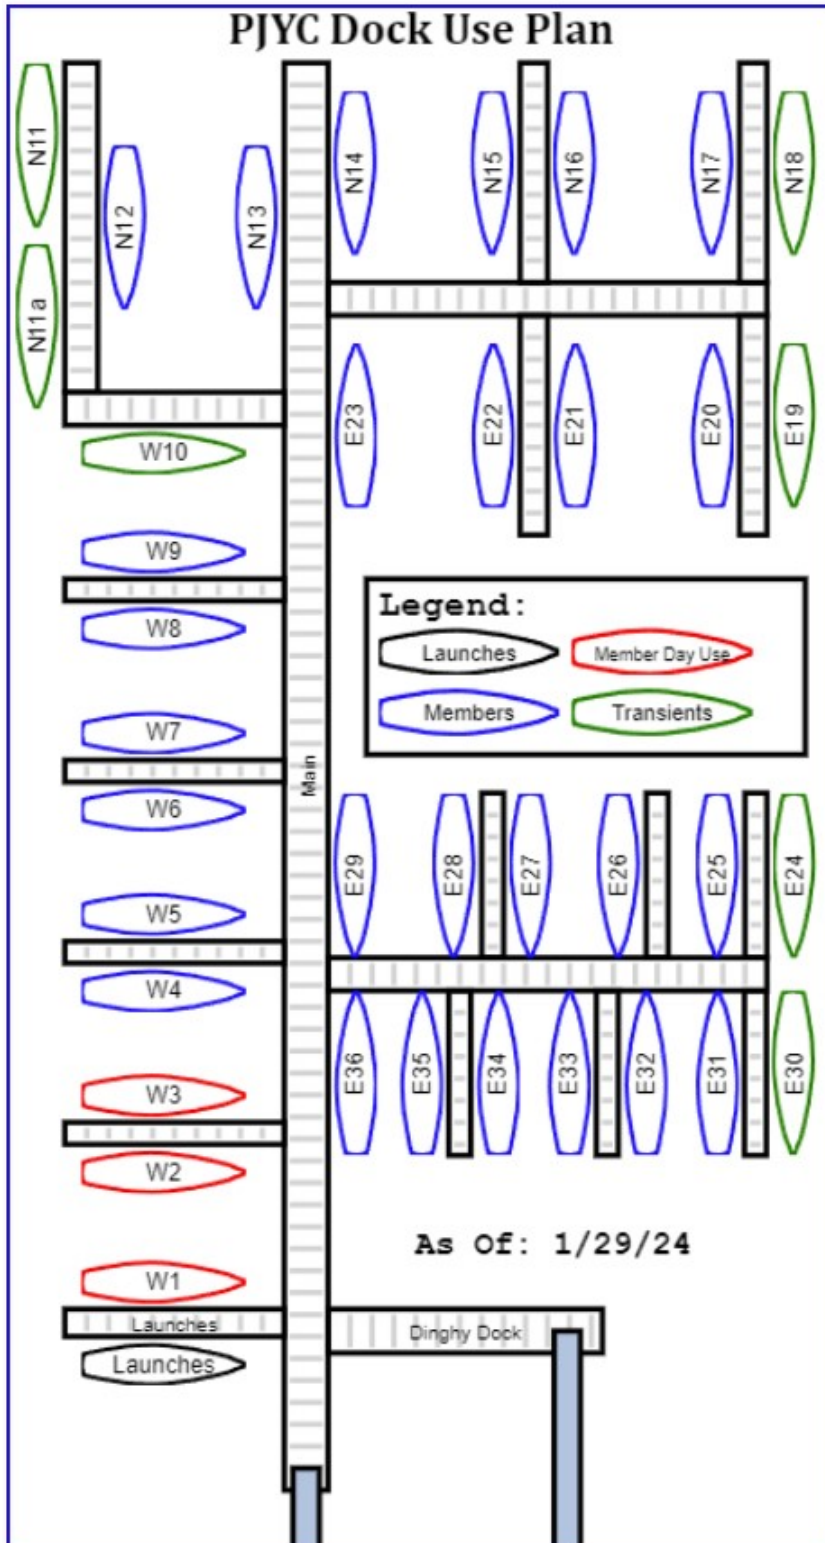 PJYC Dock Use Plan
N11
N12
N13
N14
N15
N16
N17
N18
N11a
E23
E22
E21
E20
E19
W10
W9
W8
Legend:
Launches
Member Day Use
Members
Transients
W7
Main
W6
E29
E28
E27
E26
E25
E24
W5
W4
E36
E35
E34
E33
E32
E31
E30
W3
W2
As Of: 1/29/24
W1
Launches
Dinghy Dock
Launches